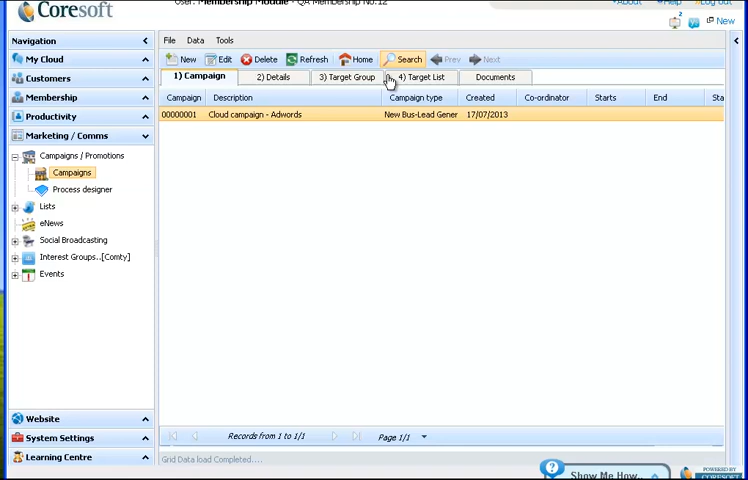 User: Membership Module - QA Membership No.12
About Help Log out
Coresoft
2
New
Navigation
File Data Tools
My Cloud
New Edit Delete Refresh Home Search Prev Next
Customers
1) Campaign 2) Details 3) Target Group 4) Target List Documents
Membership
Campaign Description Campaign type Created Co-ordinator Starts End Sta
Productivity
00000001 Cloud campaign - Adwords New Bus-Lead Gener 17/07/2013
Marketing / Comms
Campaigns / Promotions
Campaigns
Process designer
Lists
eNews
Social Broadcasting
Interest Groups..[Comty]
Events
Website
Records from 1 to 1/1 Page 1/1
System Settings
Learning Centre
Grid Data load Completed....
? Show Me How..
POWERED BY
CORESOFT